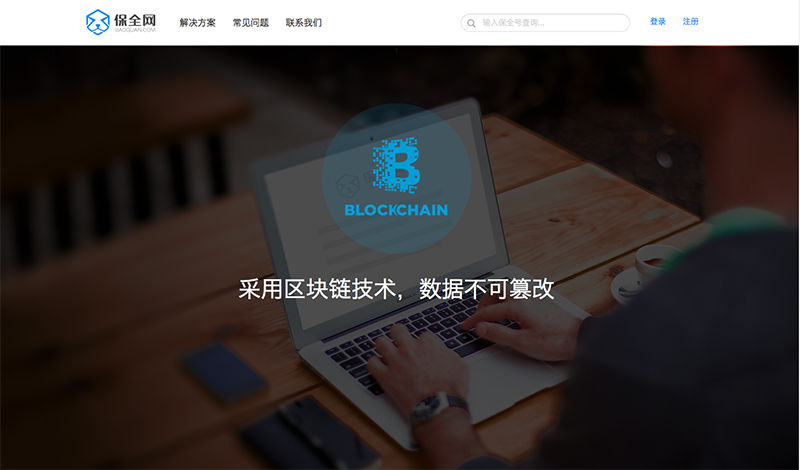 保全网
BAOQUAN.COM
解决方案
常见问题
联系我们
输入保全号查询...
登录
注册
B
BLOCKCHAIN
采用区块链技术，数据不可篡改